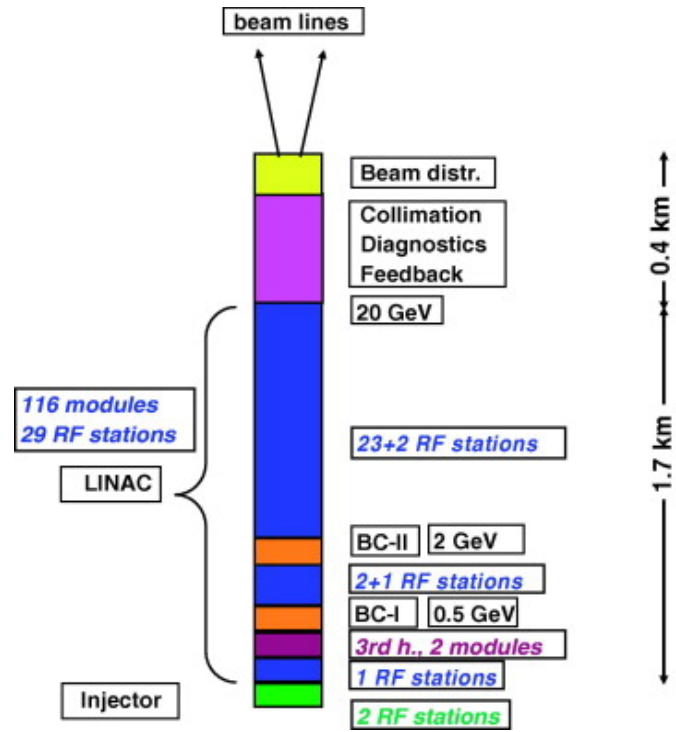 beam lines
Beam distr.
Collimation
Diagnostics
Feedback
20 GeV
0.4 km
116 modules
29 RF stations
23+2 RF stations
LINAC
1.7 km
BC-II
2 GeV
2+1 RF stations
BC-I
0.5 GeV
3rd h., 2 modules
1 RF stations
Injector
2 RF stations